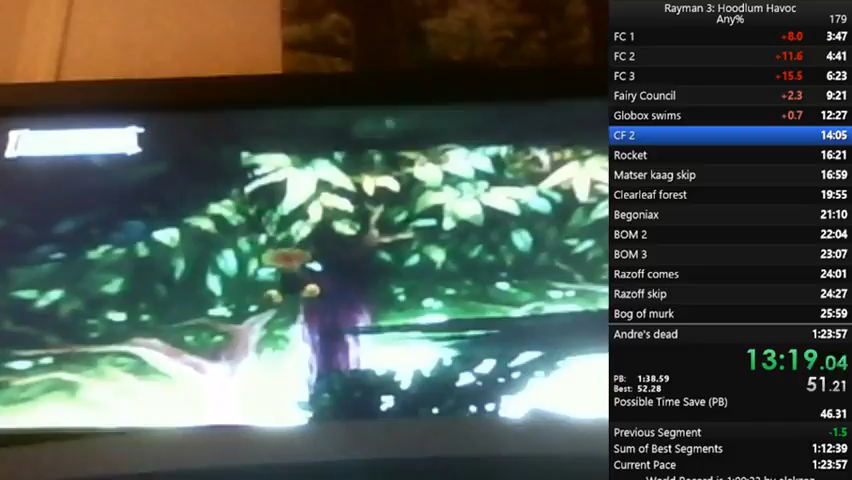 Rayman 3: Hoodlum Havoc
Any% 179
FC 1 +8.0 3:47
FC 2 +11.6 4:41
FC 3 +15.5 6:23
Fairy Council +2.3 9:21
Globox swims +0.7 12:27
CF 2 14:05
Rocket 16:21
Matser kaag skip 16:59
Clearleaf forest 19:55
Begoniax 21:10
BOM 2 22:04
BOM 3 23:07
Razoff comes 24:01
Razoff skip 24:27
Bog of murk 25:59
Andre's dead 1:23:57
13:19.04
PB: 1:38.59
Best: 52.28
51.21
Possible Time Save (PB)
46.31
Previous Segment -1.5
Sum of Best Segments 1:12:39
Current Pace 1:23:57
World Record is